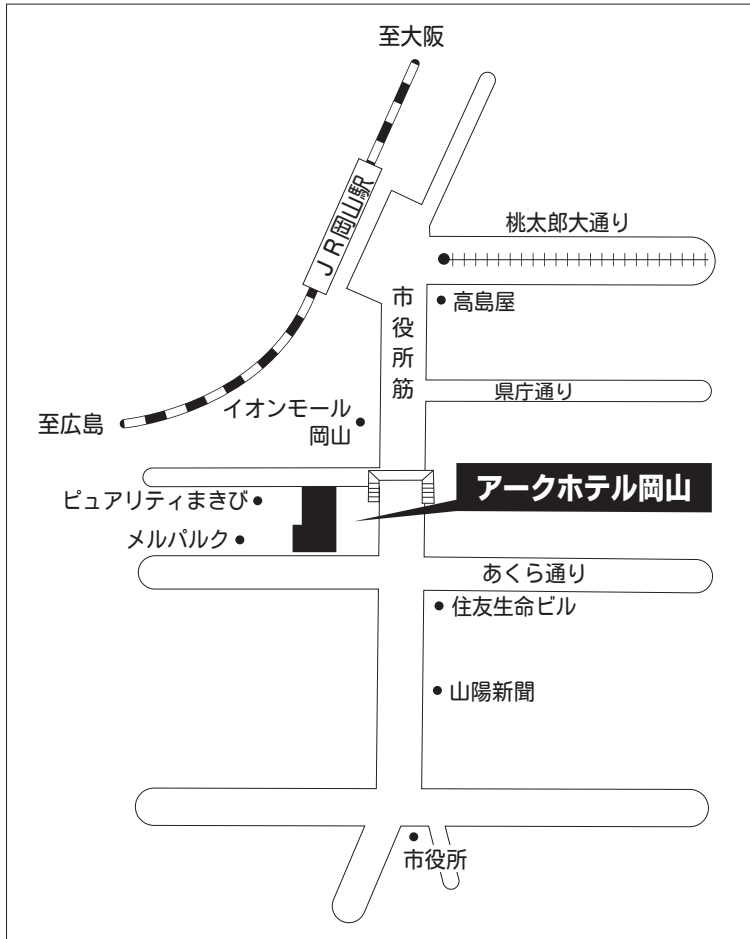 至大阪
JR岡山駅
桃太郎大通り
高島屋
市役所筋
県庁通り
至広島
イオンモール
岡山
アークホテル岡山
ピュアリティまきび
メルパルク
あくら通り
住友生命ビル
山陽新聞
市役所